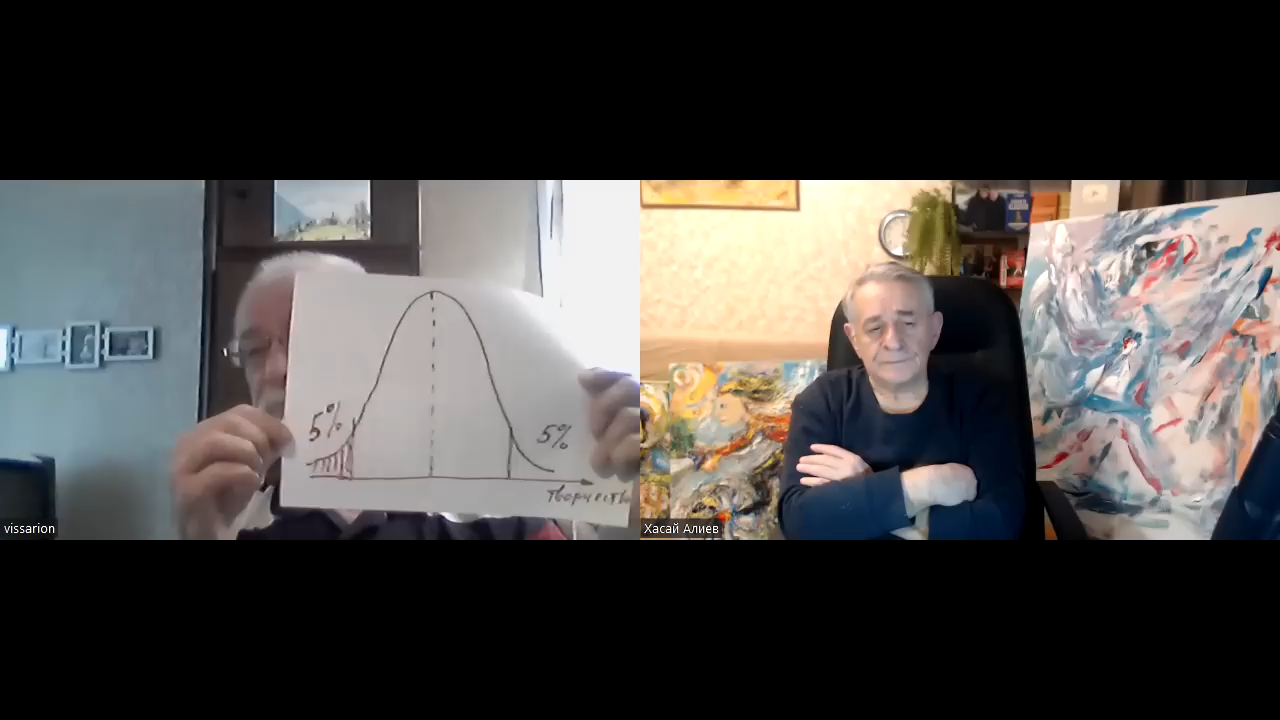 5%
5%
творчество
vissarion
Хасай Алиев